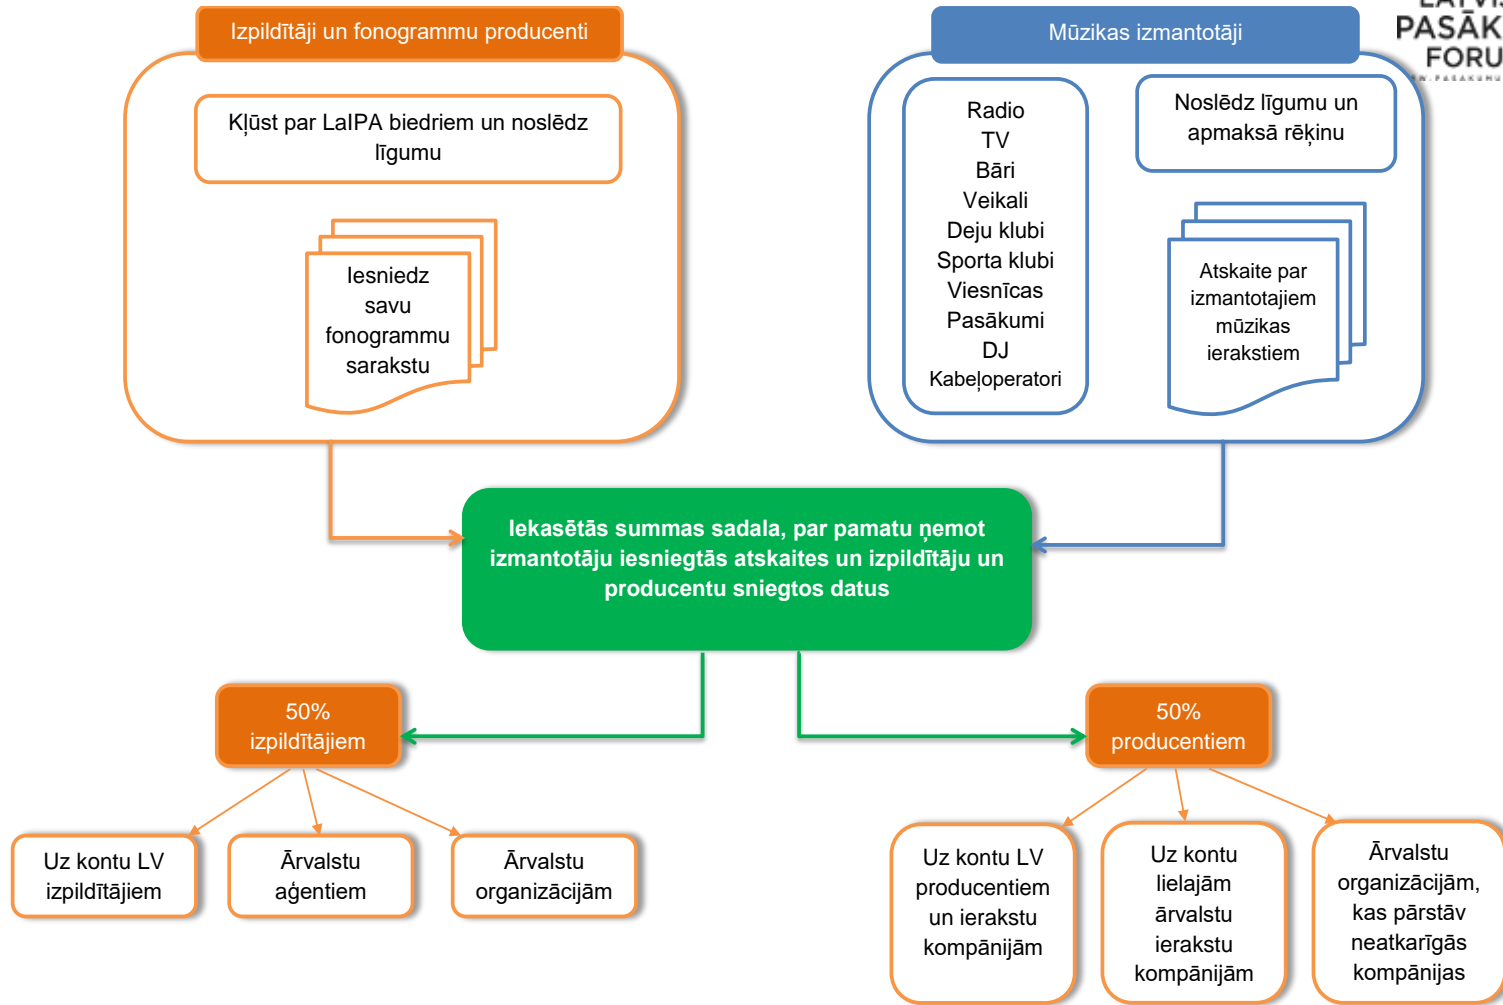 Izpildītāji un fonogrammu producenti
Kļūst par LaIPA biedriem un noslēdz
līgumu
Iesniedz
savu
fonogrammu
sarakstu
Mūzikas izmantotāji
PASĀK
FORU
Radio
TV
Bāri
Veikali
Deju klubi
Sporta klubi
Viesnīcas
Pasākumi
DJ
Kabeļoperatori
Noslēdz līgumu un
apmaksā rēķinu
Atskaite par
izmantotajiem
mūzikas
ierakstiem
Iekasētās summas sadala, par pamatu ņemot
izmantotāju iesniegtās atskaites un izpildītāju un
producentu sniegtos datus
50%
izpildītājiem
50%
producentiem
Uz kontu LV
izpildītājiem
Ārvalstu
aģentiem
Ārvalstu
organizācijām
Uz kontu LV
producentiem
un ierakstu
kompānijām
Uz kontu
lielajām
ārvalstu
ierakstu
kompānijām
Ārvalstu
organizācijām,
kas pārstāv
neatkarīgās
kompānijas